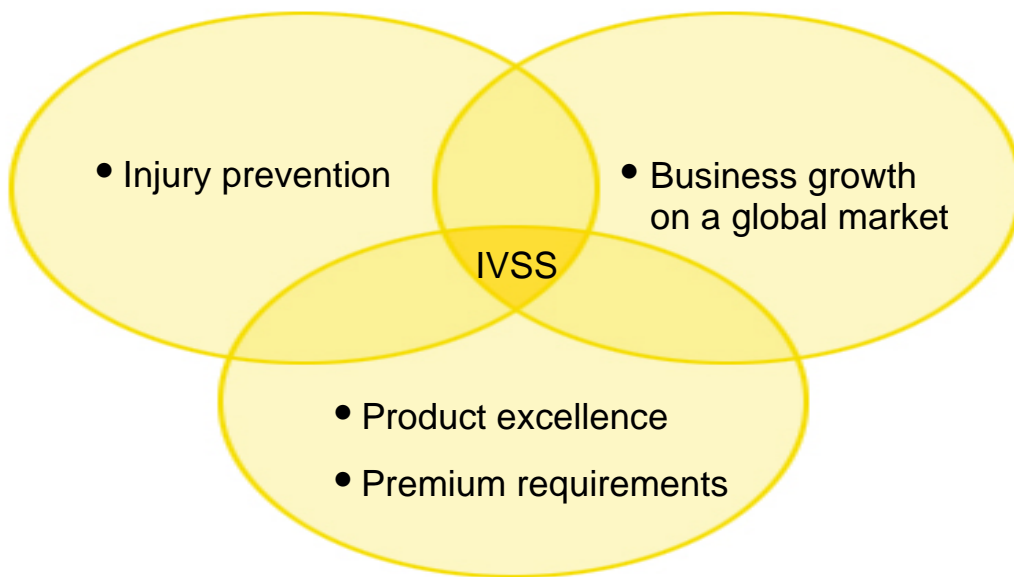 • Injury prevention
• Business growth
on a global market
IVSS
• Product excellence
• Premium requirements